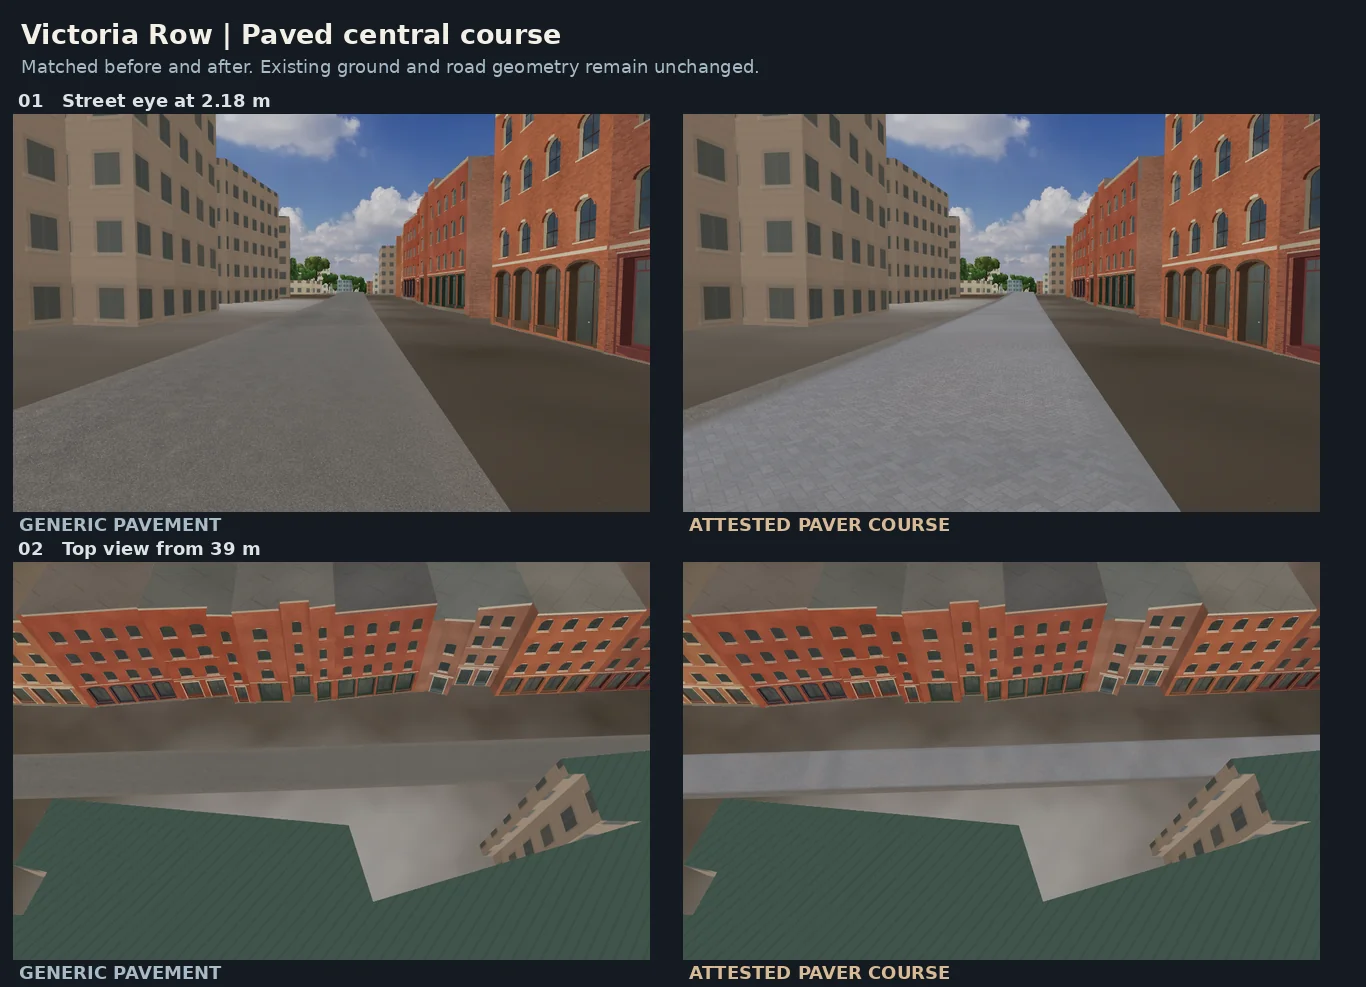 Victoria Row | Paved central course
Matched before and after. Existing ground and road geometry remain unchanged.
01 Street eye at 2.18 m
GENERIC PAVEMENT
ATTESTED PAVER COURSE
02 Top view from 39 m
GENERIC PAVEMENT
ATTESTED PAVER COURSE